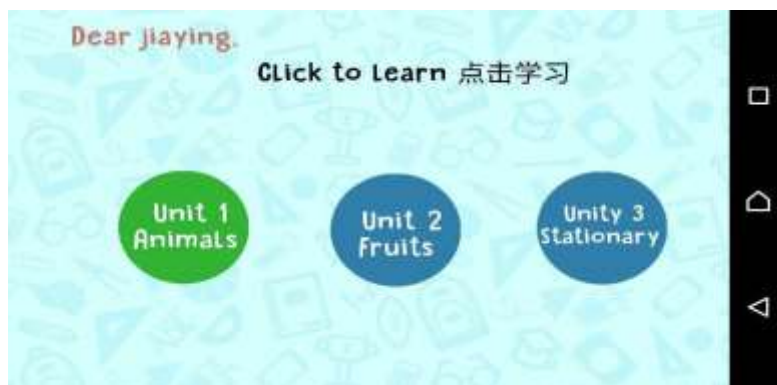 Dear jiaying.
Click to Learn 点击学习
Unit 1
Animals
Unit 2
Fruits
Unity 3
Stationary